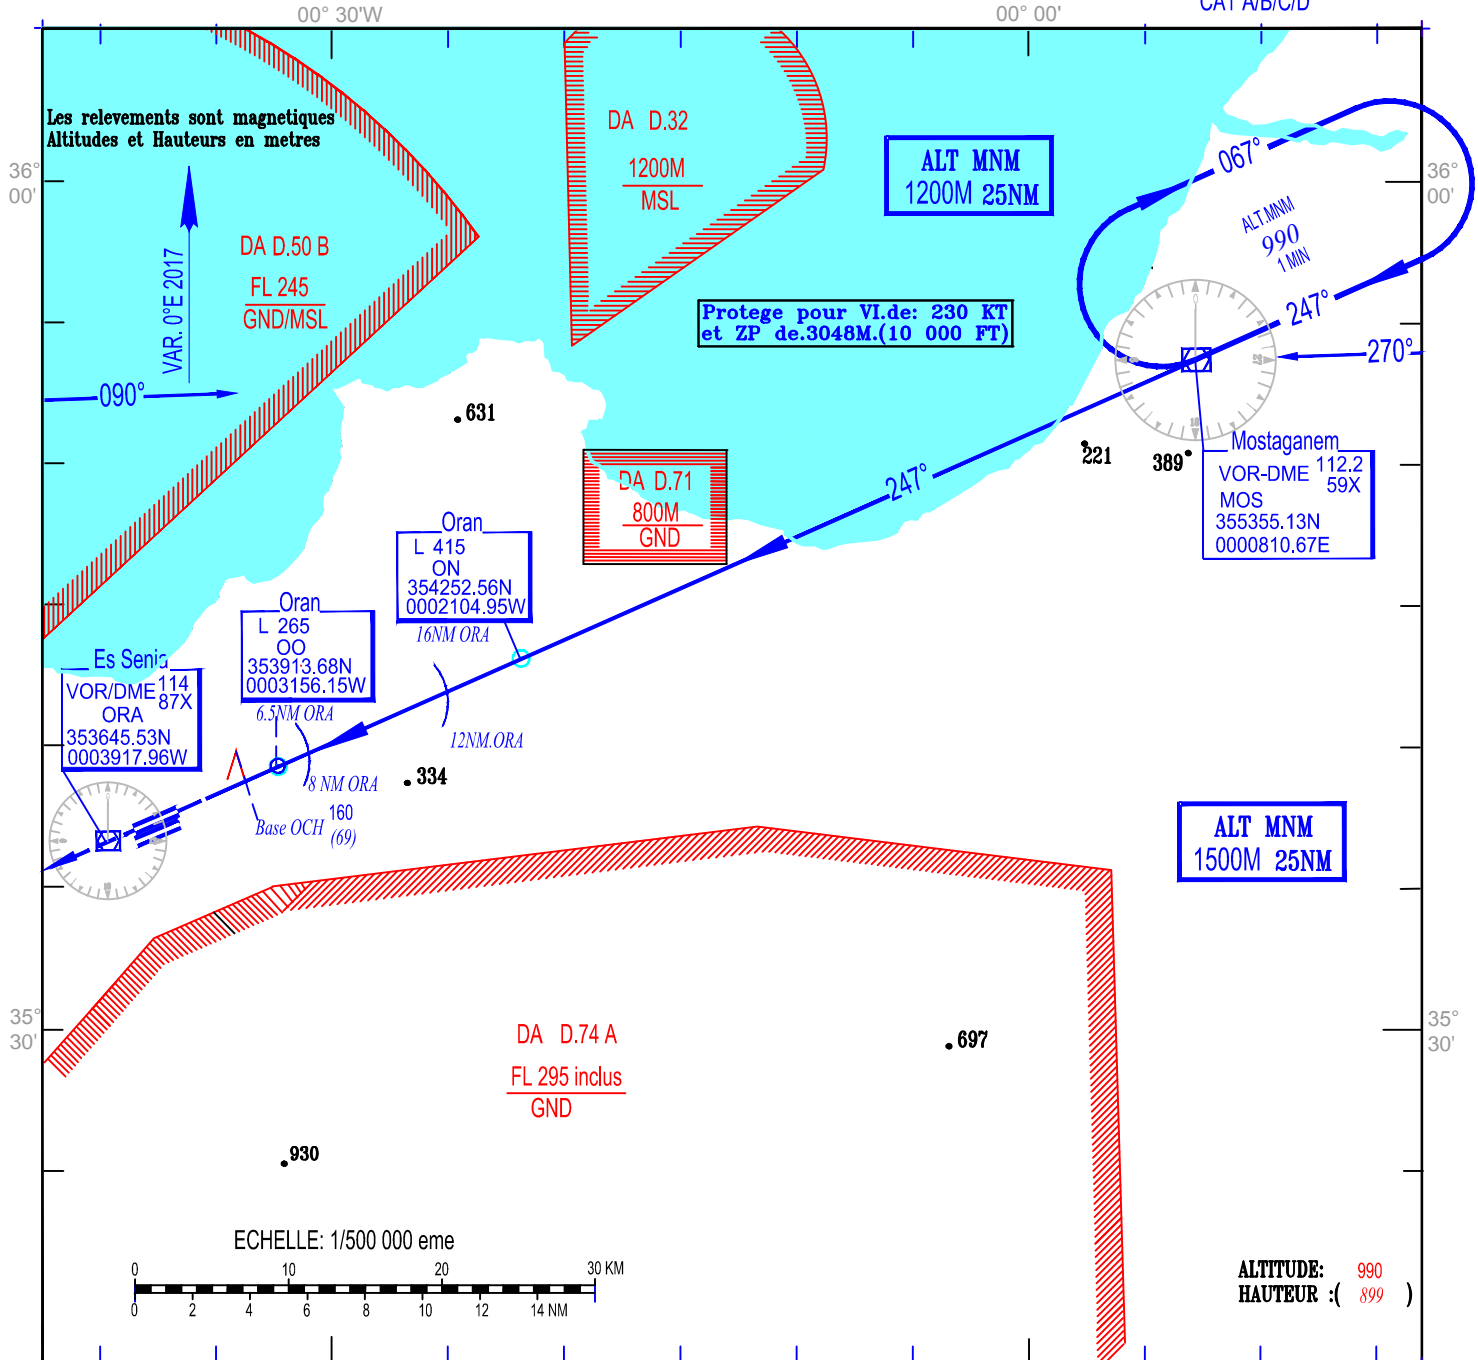 CAT A/B/C/D
00° 30'W
00° 00'
Les relevements sont magnetiques
Altitudes et Hauteurs en metres
36°
00'
VAR. 0°E 2017
DA D.50 B
FL 245
GND/MSL
DA D.32
1200M
MSL
ALT MNM
1200M 25NM
067°
ALT.MNM
990
1 MIN
36°
00'
247°
270°
Protege pour VI.de: 230 KT
et ZP de.3048M.(10 000 FT)
090°
631
221
389
Mostaganem
VOR-DME 112.2
59X
MOS
355355.13N
0000810.67E
247°
DA D.71
800M
GND
Oran
L 415
ON
354252.56N
0002104.95W
16NM ORA
Oran
L 265
OO
353913.68N
0003156.15W
6.5NM ORA
Es Senia
VOR/DME 114
87X
ORA
353645.53N
0003917.96W
12NM.ORA
8 NM ORA
334
Base OCH 160
(69)
ALT MNM
1500M 25NM
35°
30'
35°
30'
DA D.74 A
FL 295 inclus
GND
697
930
ECHELLE: 1/500 000 eme
0 10 20 30 KM
0 2 4 6 8 10 12 14 NM
ALTITUDE: 990
HAUTEUR :( 899 )